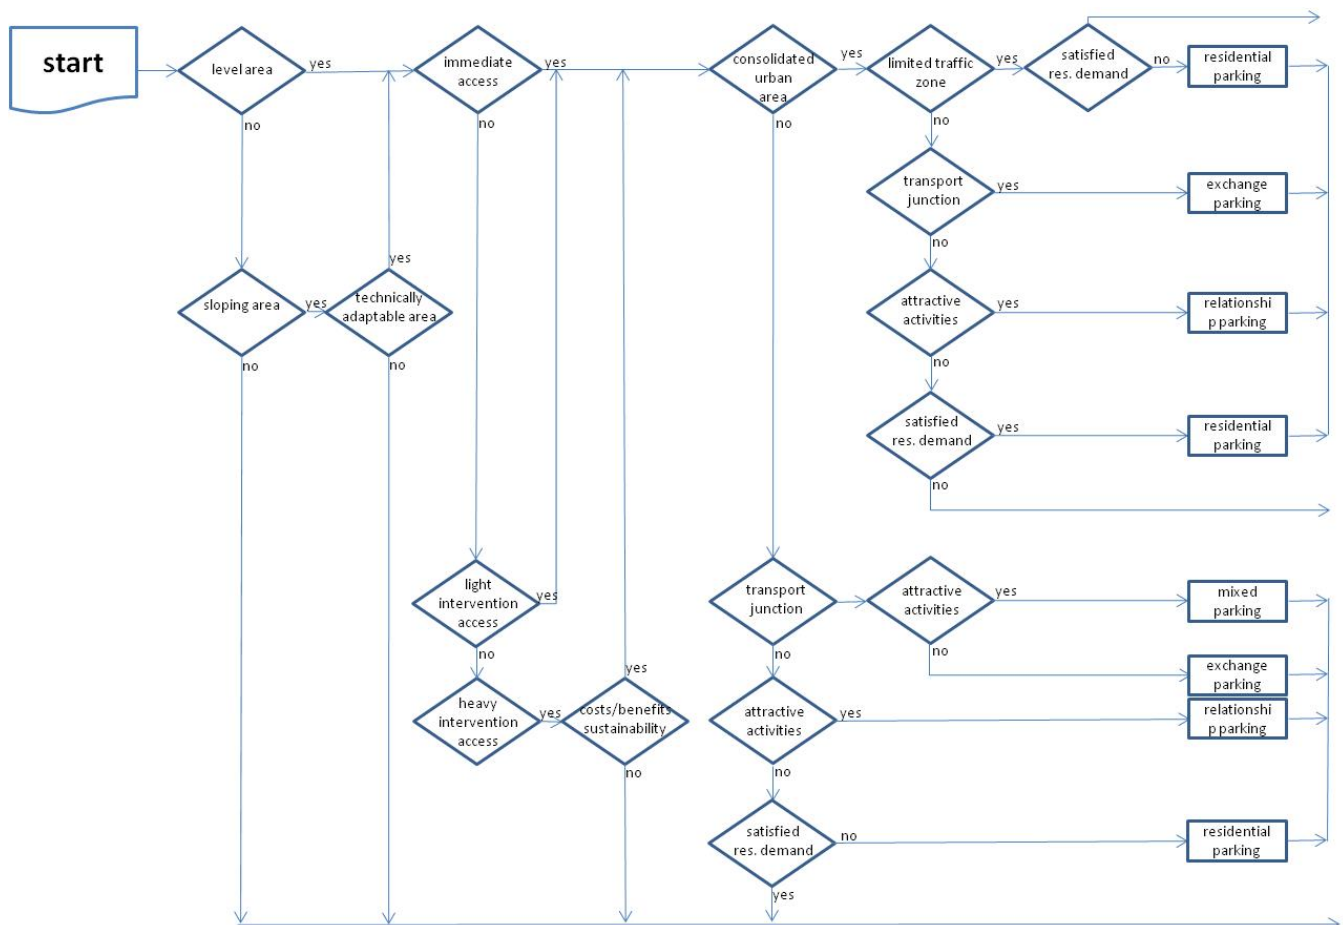 start
level area
yes
no
immediate
access
yes
no
consolidated
urban
area
yes
no
limited traffic
zone
yes
no
satisfied
res. demand
no
residential
parking
transport
junction
yes
no
exchange
parking
sloping area
yes
no
technically
adaptable area
yes
no
attractive
activities
yes
no
relationshi
p parking
satisfied
res. demand
yes
no
residential
parking
light
intervention
access
yes
no
transport
junction
no
attractive
activities
yes
no
mixed
parking
exchange
parking
heavy
intervention
access
yes
costs/benefits
sustainability
yes
no
attractive
activities
yes
no
relationshi
p parking
satisfied
res. demand
no
yes
residential
parking